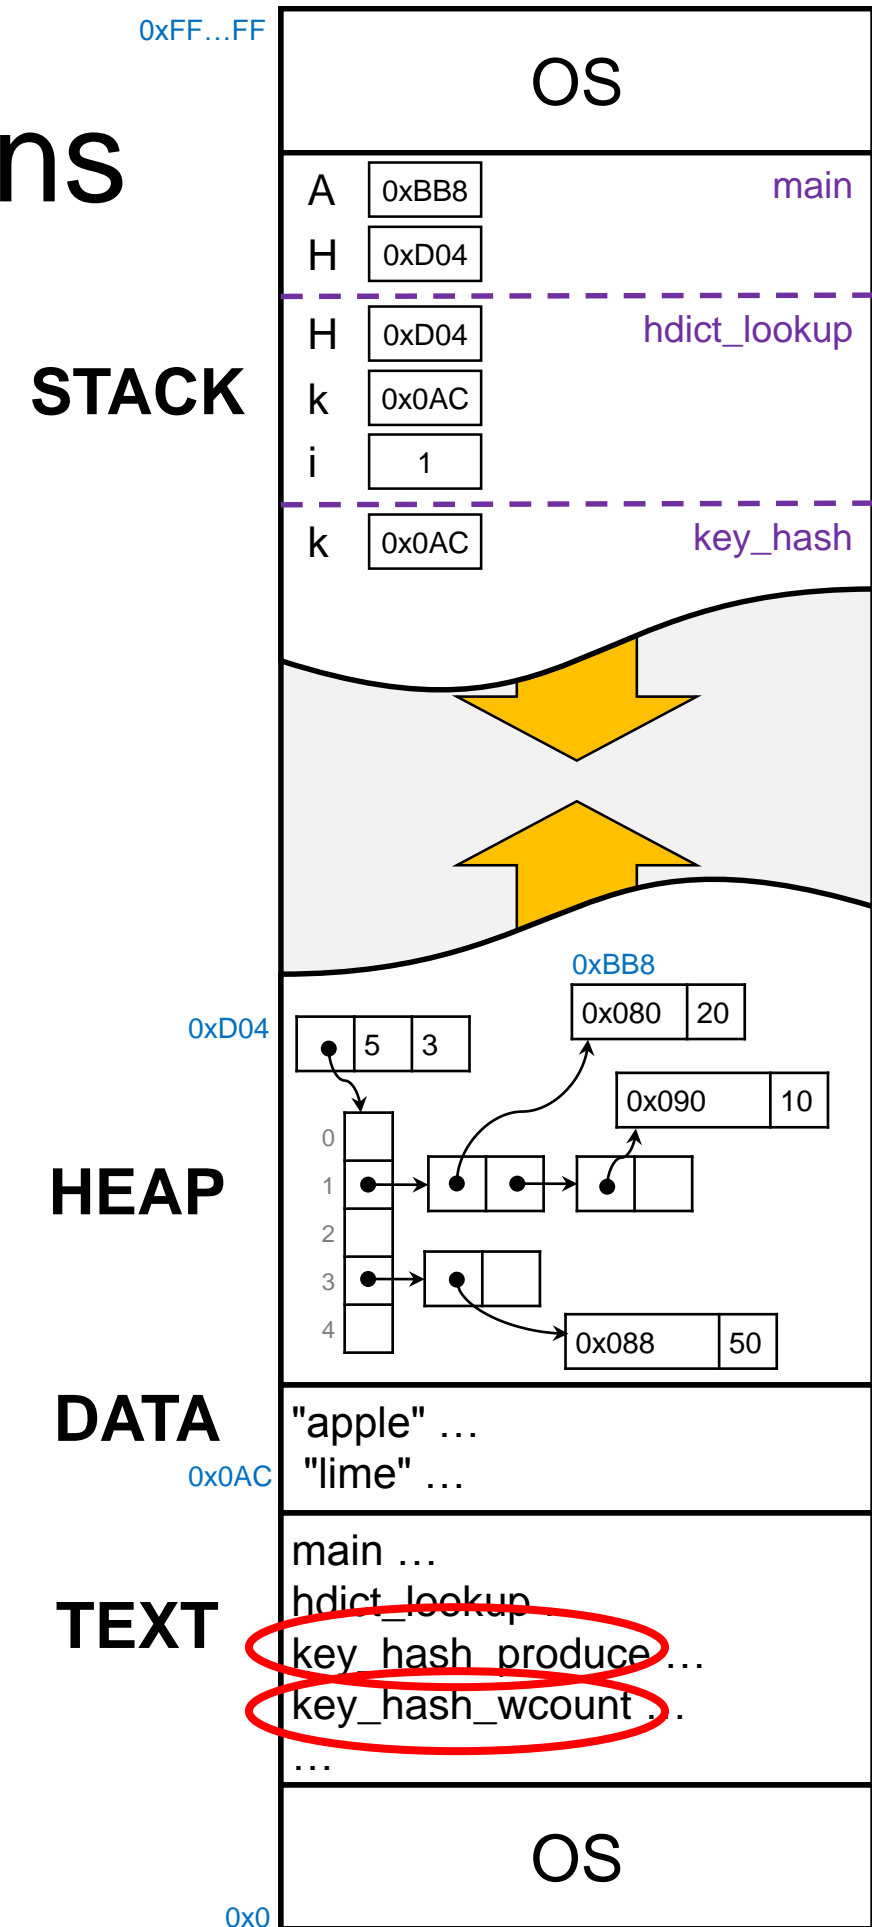 0xFF…FF
OS
ns
A 0xBB8 main
H 0xD04
H 0xD04 hdict_lookup
STACK
k 0x0AC
i 1
k 0x0AC key_hash
0xBB8
0x080 20
0xD04
5 3
0x090 10
0
1
HEAP
2
3
4
0x088 50
DATA
"apple" …
0x0AC
"lime" …
TEXT
main …
hdict_lookup …
key_hash_produce …
key_hash_wcount …
…
OS
0x0